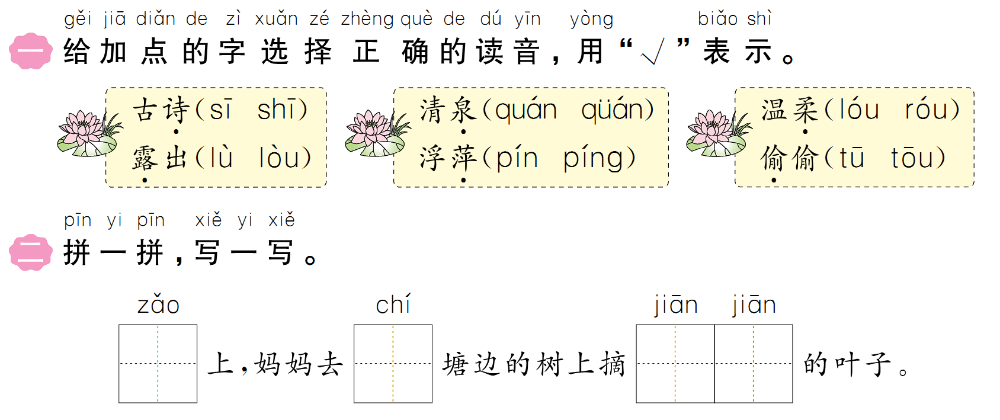 gěi jiā diǎn de zì xuǎn zé zhèng què de dú yīn yòng biǎo shì
一 给加点的字选择正确的读音，用“√”表示。
古诗(sī shī) 清泉(quán qüán) 温柔(lóu róu)
露出(lù lòu) 浮萍(pín píng) 偷偷(tū tōu)
pīn yi pīn xiě yi xiě
二 拼一拼，写一写。
zǎo chí jiān jiān
上，妈妈去 塘边的树上摘 的叶子。